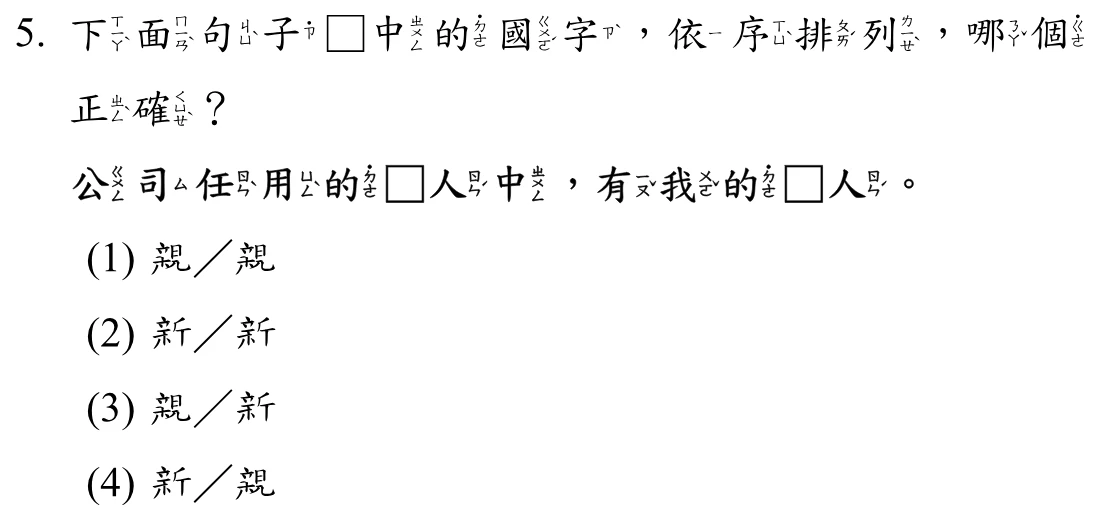 5. 下面句子□中的國字,依序排列,哪個
正確?
公司任用的□人中,有我的□人。
(1) 親/親
(2) 新/新
(3) 親/新
(4) 新/親